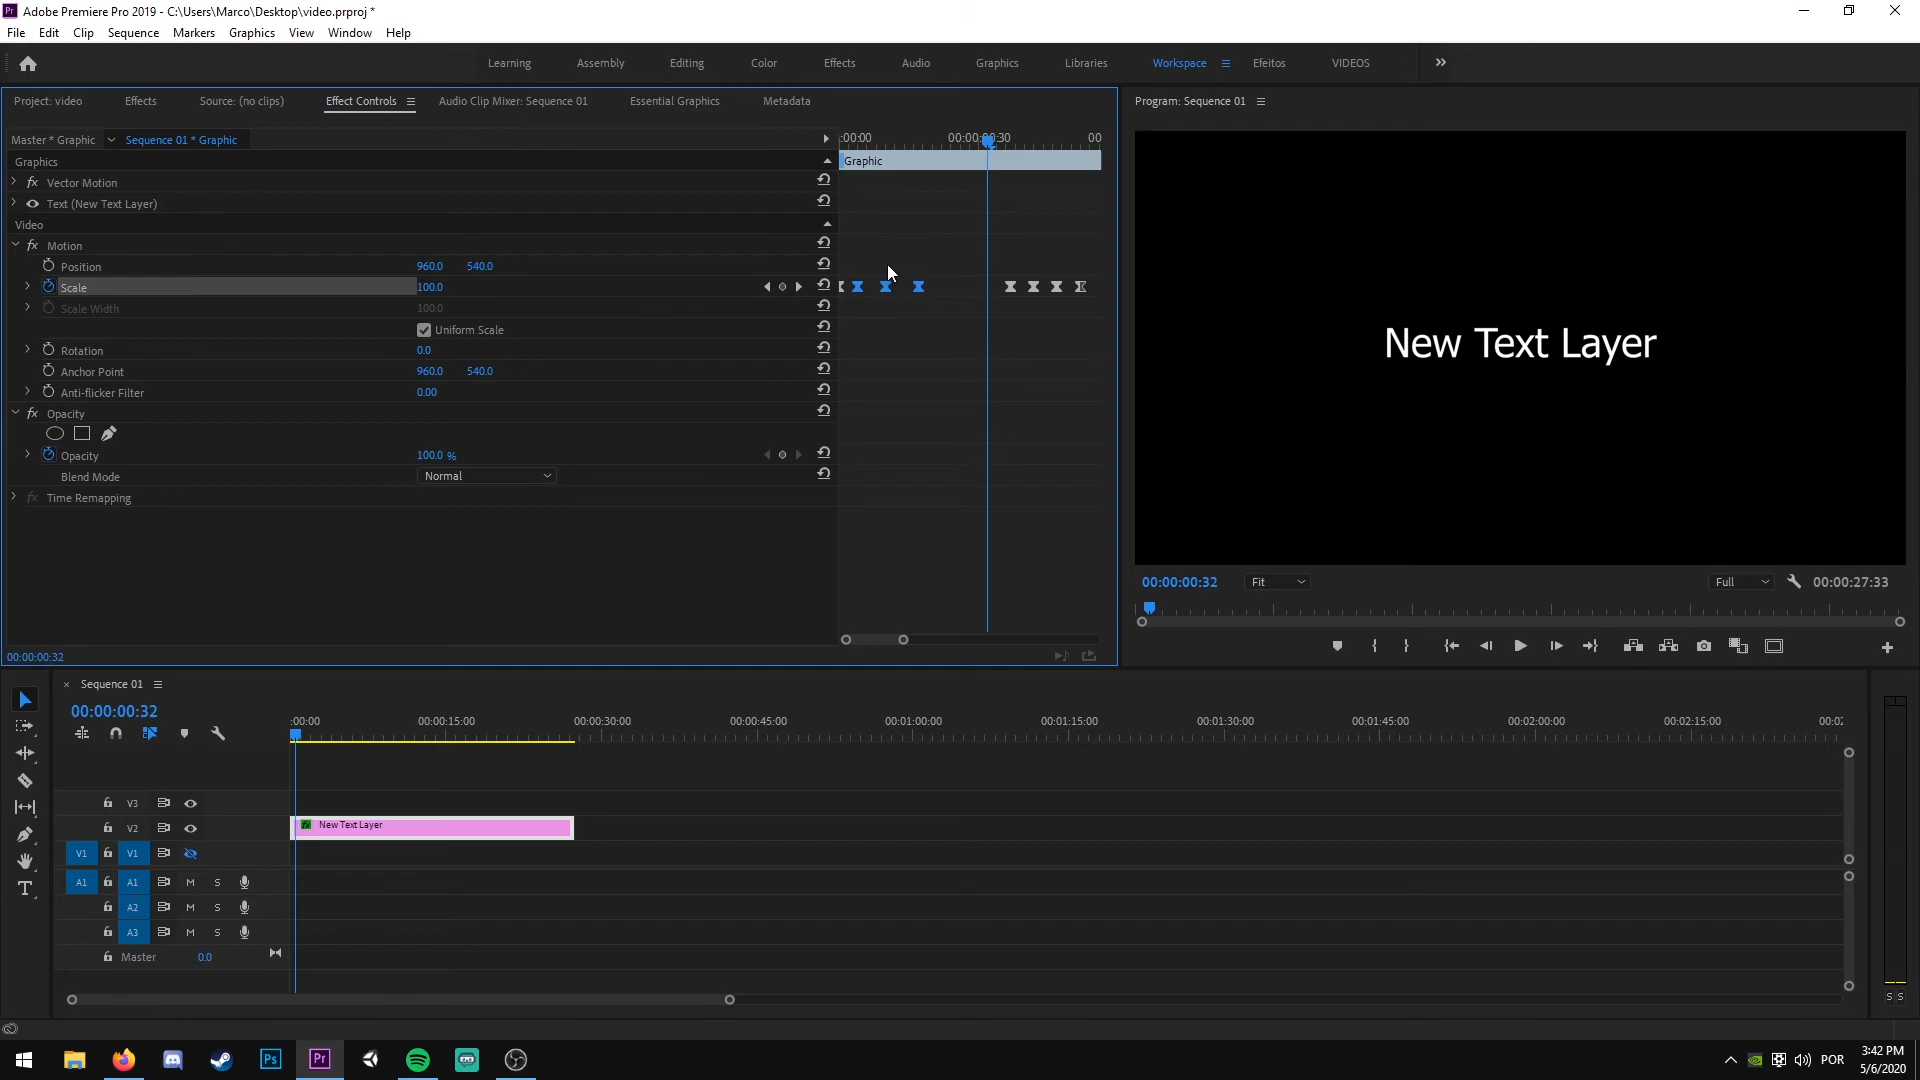 Adobe Premiere Pro 2019 - C:\Users\Marco\Desktop\video.prproj *
File Edit Clip Sequence Markers Graphics View Window Help
Learning Assembly Editing Color Effects Audio Graphics Libraries Workspace Efeitos VIDEOS
Project: video Effects Source: (no clips) Effect Controls Audio Clip Mixer: Sequence 01 Essential Graphics Metadata
Program: Sequence 01
Master * Graphic Sequence 01 * Graphic
:00:00 00:00:00:30 00
Graphics
Graphic
fx Vector Motion
Text (New Text Layer)
Video
fx Motion
Position 960.0 540.0
Scale 100.0
Scale Width 100.0
Uniform Scale
Rotation 0.0
Anchor Point 960.0 540.0
Anti-flicker Filter 0.00
fx Opacity
Opacity 100.0 %
Blend Mode Normal
fx Time Remapping
00:00:00:32
New Text Layer
00:00:00:32 Fit Full 00:00:27:33
Sequence 01
00:00:00:32
:00:00 00:00:15:00 00:00:30:00 00:00:45:00 00:01:00:00 00:01:15:00 00:01:30:00 00:01:45:00 00:02:00:00 00:02:15:00 00:02
V3
V2
fx New Text Layer
V1 V1
A1 A1 M S
A2 M S
A3 M S
Master 0.0
S S
Ps Pr
POR
3:42 PM
5/6/2020